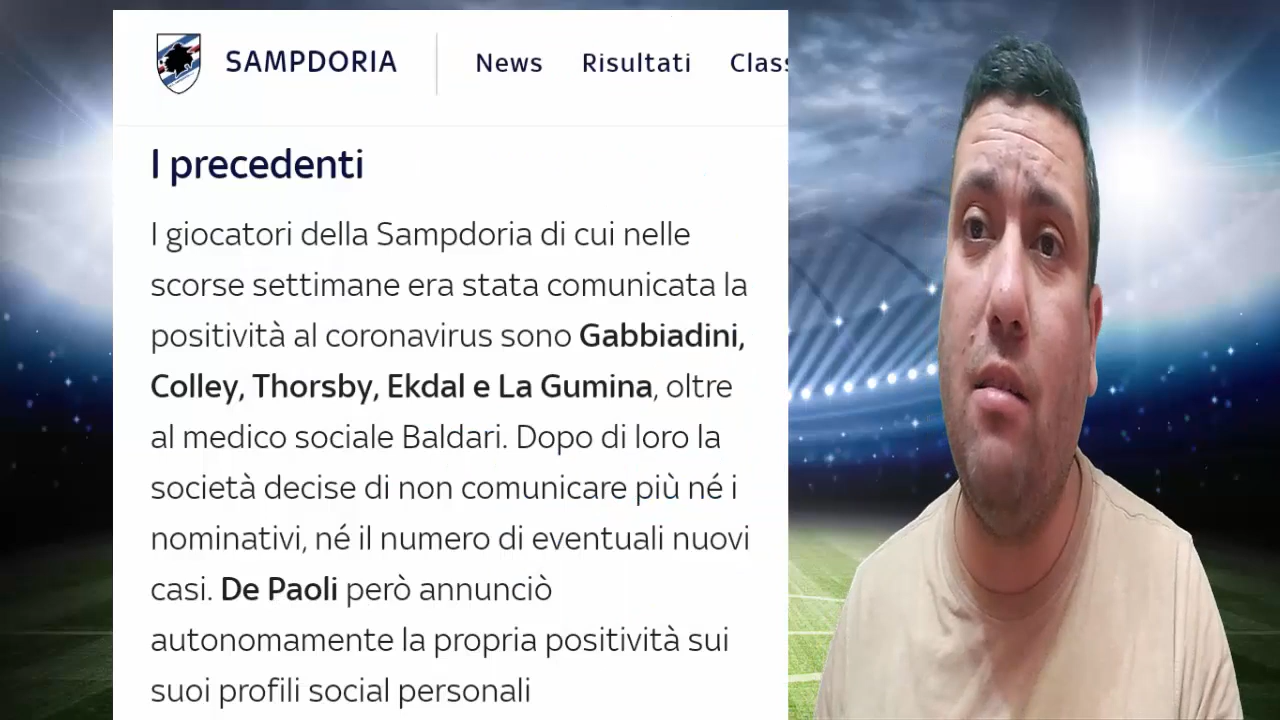 SAMPDORIA
News Risultati Clas
I precedenti
I giocatori della Sampdoria di cui nelle
scorse settimane era stata comunicata la
positività al coronavirus sono Gabbiadini,
Colley, Thorsby, Ekdal e La Gumina, oltre
al medico sociale Baldari. Dopo di loro la
società decise di non comunicare più né i
nominativi, né il numero di eventuali nuovi
casi. De Paoli però annunciò
autonomamente la propria positività sui
suoi profili social personali